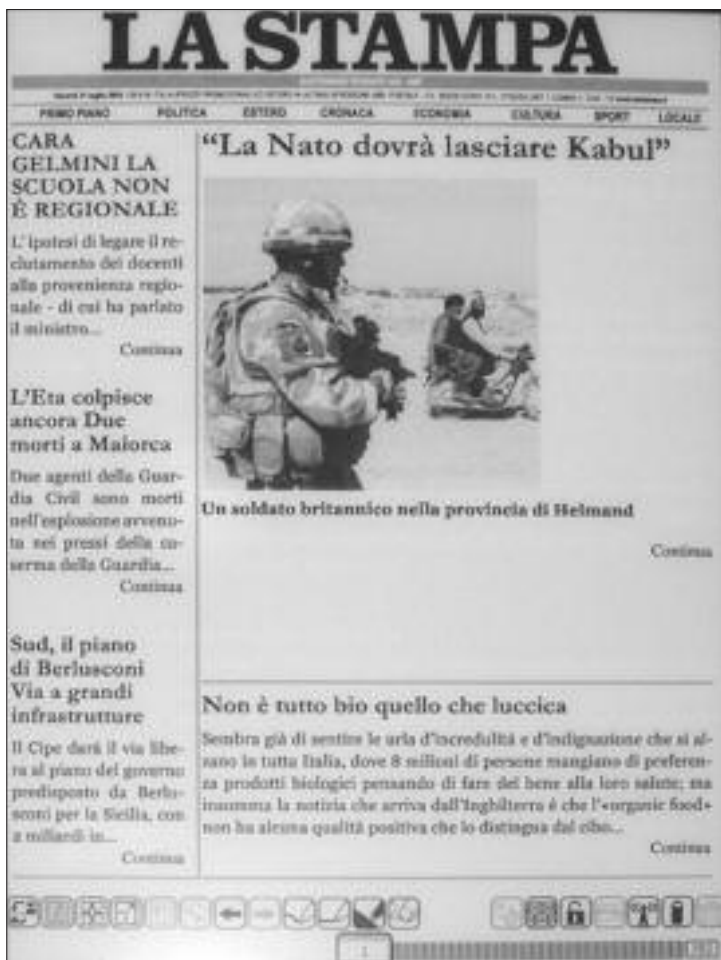 LA STAMPA
PRIMO PIANO POLITICA ESTERO CRONACA ECONOMIA CULTURA SPORT LOCALE
CARA
GELMINI LA
SCUOLA NON
È REGIONALE
L'ipotesi di legare il re-
clutamento dei docenti
alla provenienza regio-
nale - di cui ha parlato
il ministro...
Continua
L'Eta colpisce
ancora Due
morti a Maiorca
Due agenti della Guar-
dia Civil sono morti
nell'esplosione avvenu-
ta nei pressi della ca-
serma della Guardia...
Continua
Sud, il piano
di Berlusconi
Via a grandi
infrastrutture
Il Cipe darà il via libe-
ra al piano del governo
predisposto da Berlu-
sconi per la Sicilia, con
2 miliardi in...
Continua
“La Nato dovrà lasciare Kabul”
Un soldato britannico nella provincia di Helmand
Continua
Non è tutto bio quello che luccica
Sembra già di sentire le urla d'incredulità e d'indignazione che si al-
zano in tutta Italia, dove 8 milioni di persone mangiano di preferen-
za prodotti biologici pensando di fare del bene alla loro salute; ma
insomma la notizia che arriva dall'Inghilterra è che l'«organic food»
non ha alcuna qualità positiva che lo distingua dal cibo...
Continua
1